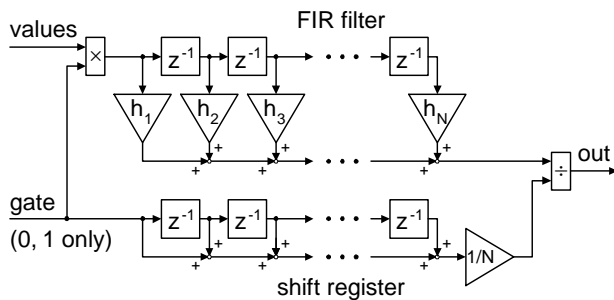 FIR filter
values
×
z⁻¹ z⁻¹ · · · z⁻¹
h₁ h₂ h₃ h_N
+ + +
+ + + +
out
÷
gate
(0, 1 only)
z⁻¹ z⁻¹ · · · z⁻¹
+ + +
+ + + +
1/N
shift register